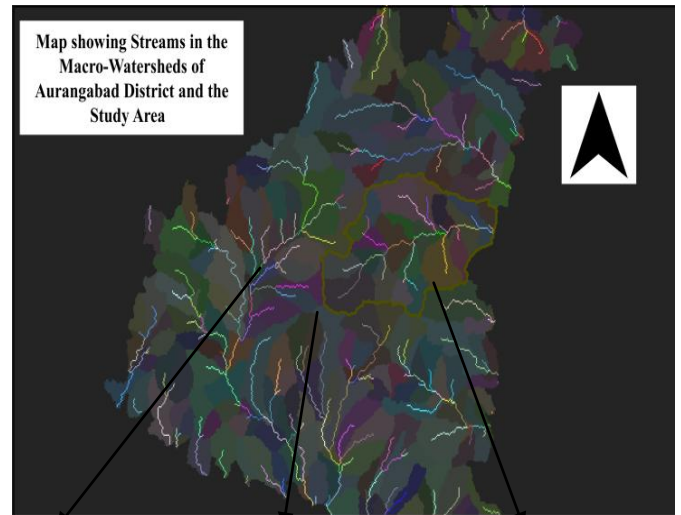 Map showing Streams in the
Macro-Watersheds of
Aurangabad District and the
Study Area